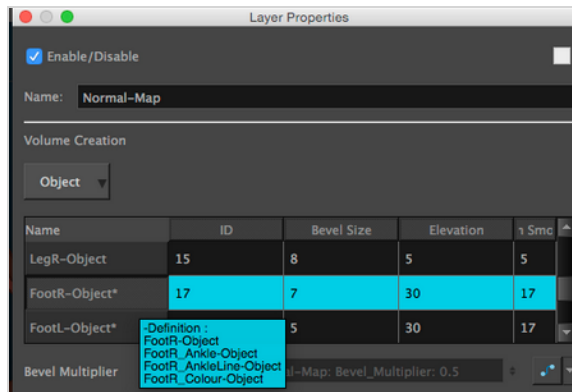 Layer Properties
Enable/Disable
Name: Normal-Map
Volume Creation
Object
Name ID Bevel Size Elevation n Smc
LegR-Object 15 8 5 5
FootR-Object* 17 7 30 17
FootL-Object* 5 30 17
-Definition :
FootR-Object
FootR_Ankle-Object
FootR_AnkleLine-Object
FootR_Colour-Object
Bevel Multiplier al-Map: Bevel_Multiplier: 0.5